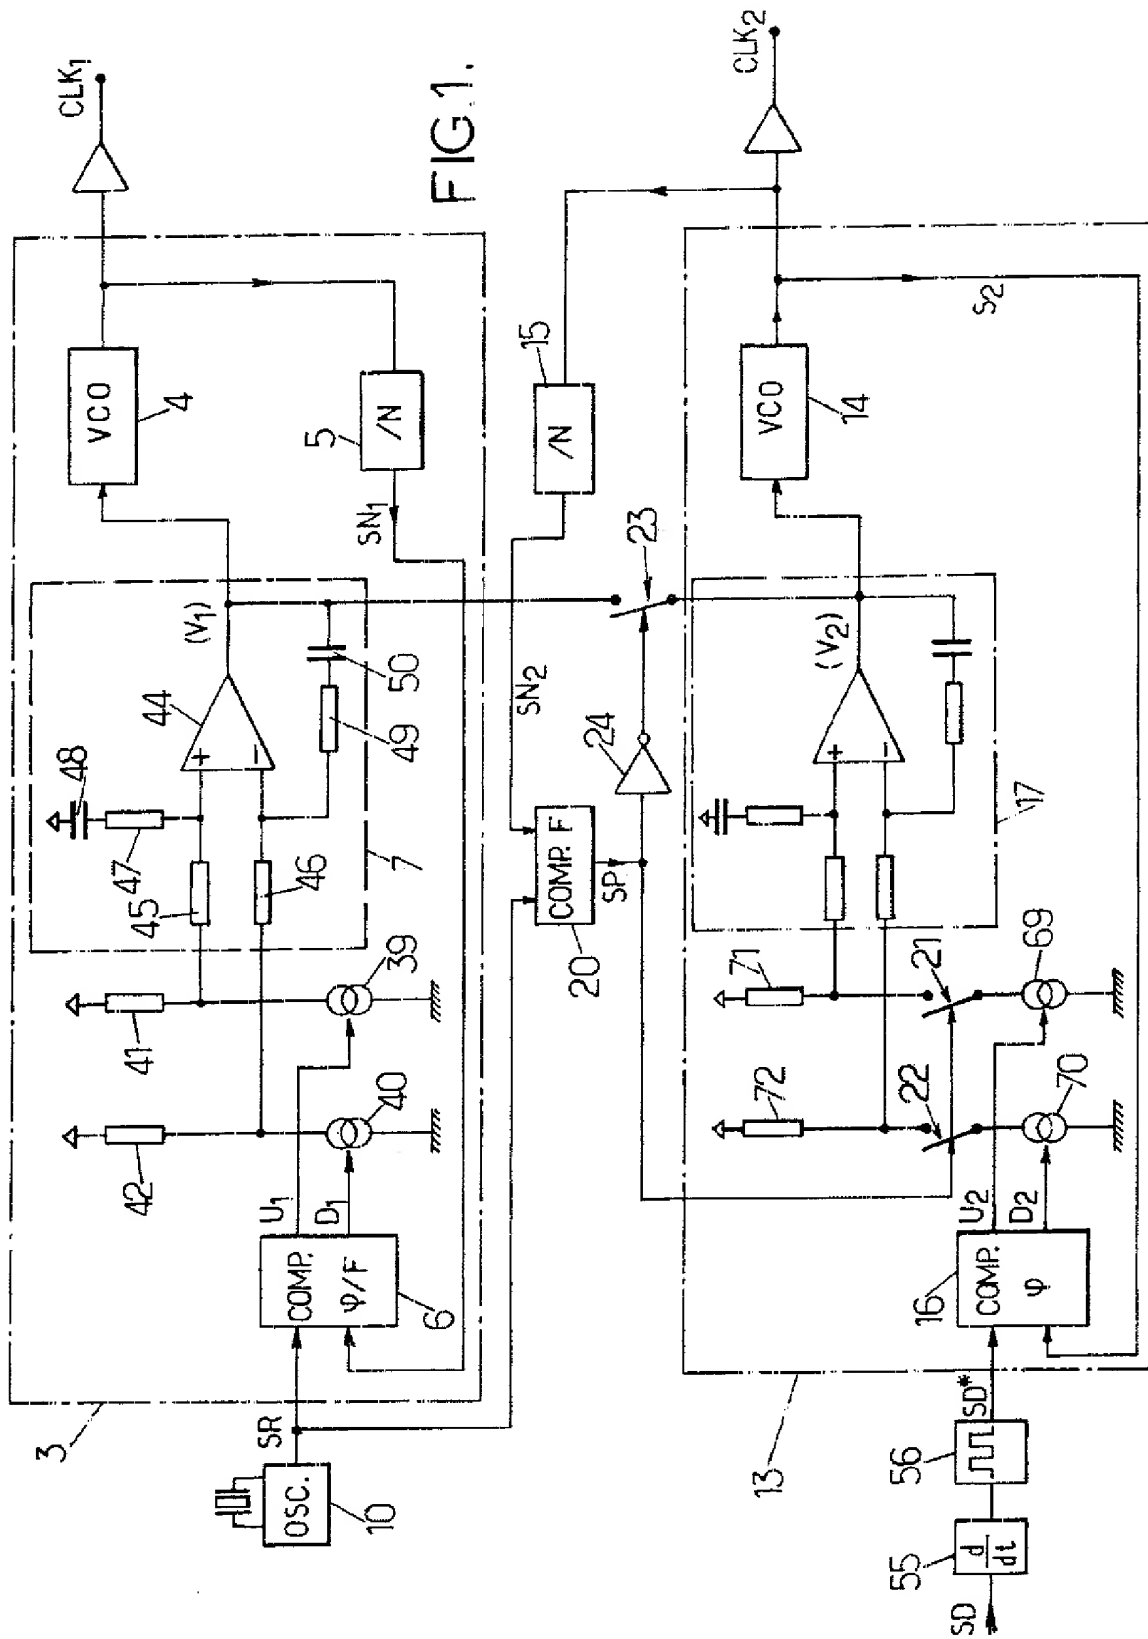 FIG.1.
3
SR
OSC.
10
COMP.
φ/F
6
U₁
D₁
42
41
40
39
45
46
47
48
44
49
50
7
(V₁)
VCO
4
5
/N
SN₁
CLK₁
COMP. F
20
SP
24
SN₂
23
15
/N
SD
d
dt
55
56
SD*
13
COMP.
φ
16
U₂
D₂
72
71
22
21
70
69
17
(V₂)
VCO
14
S₂
CLK₂